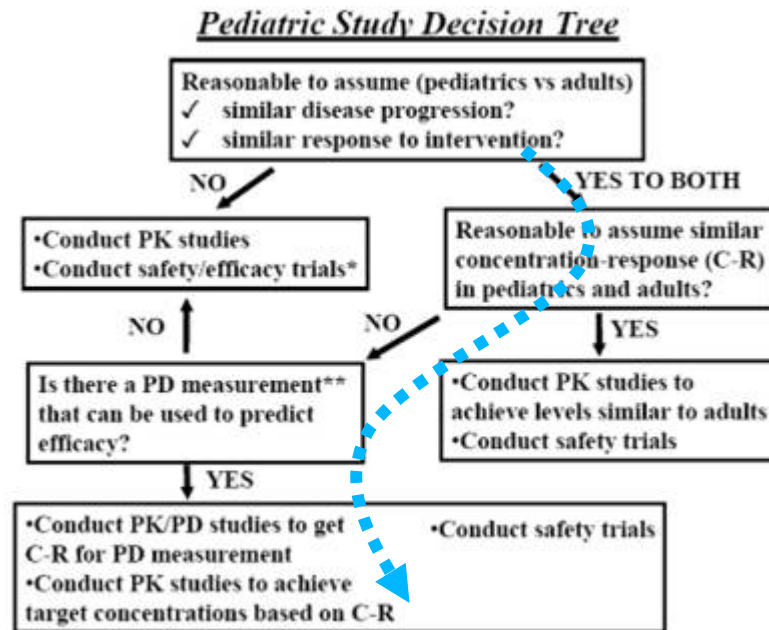 Pediatric Study Decision Tree
Reasonable to assume (pediatrics vs adults)
✓ similar disease progression?
✓ similar response to intervention?
NO
YES TO BOTH
•Conduct PK studies
•Conduct safety/efficacy trials*
Reasonable to assume similar
concentration-response (C-R)
in pediatrics and adults?
NO
NO
YES
Is there a PD measurement**
that can be used to predict
efficacy?
•Conduct PK studies to
achieve levels similar to adults
•Conduct safety trials
YES
•Conduct PK/PD studies to get
C-R for PD measurement
•Conduct PK studies to achieve
target concentrations based on C-R
•Conduct safety trials